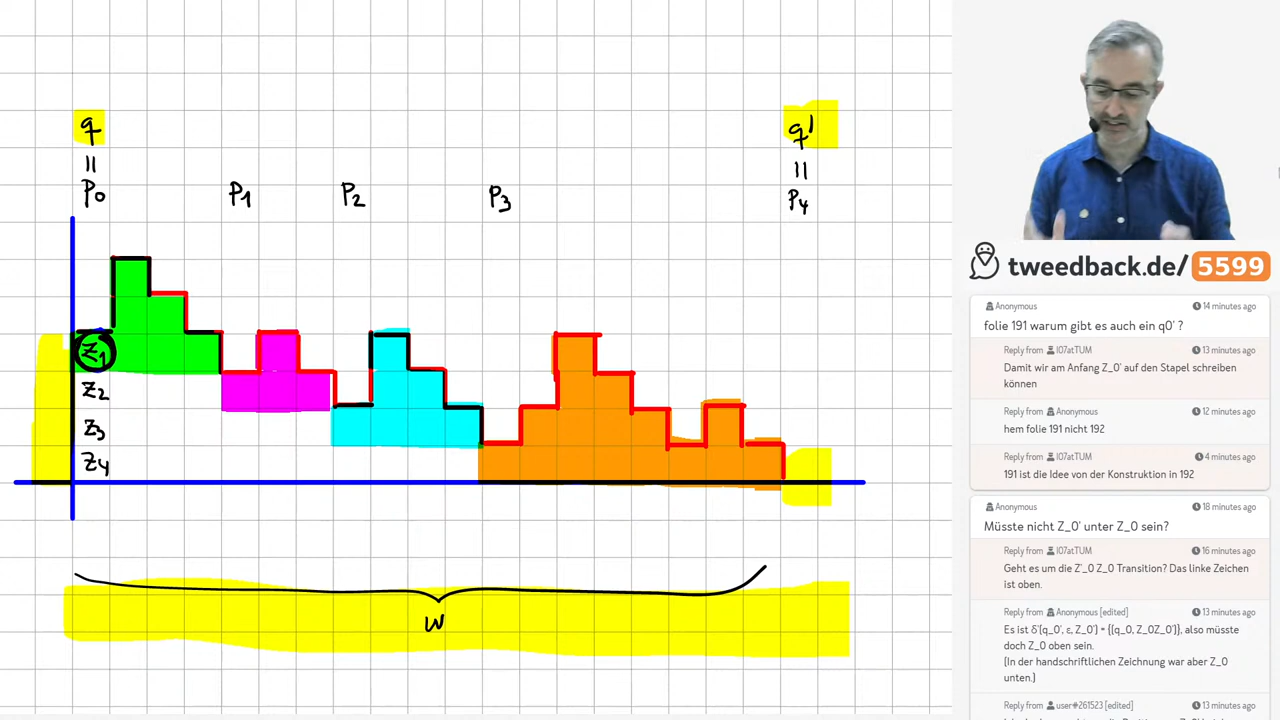 q
q'
=
=
P0
P1
P2
P3
P4
Z1
Z2
Z3
Z4
w
tweedback.de/ 5599
Anonymous 14 minutes ago
folie 191 warum gibt es auch ein q0' ?
Reply from I07atTUM 13 minutes ago
Damit wir am Anfang Z_0' auf den Stapel schreiben
können
Reply from Anonymous 12 minutes ago
hem folie 191 nicht 192
Reply from I07atTUM 4 minutes ago
191 ist die Idee von der Konstruktion in 192
Anonymous 18 minutes ago
Müsste nicht Z_0' unter Z_0 sein?
Reply from I07atTUM 16 minutes ago
Geht es um die Z'_0 Z_0 Transition? Das linke Zeichen
ist oben.
Reply from Anonymous [edited] 13 minutes ago
Es ist δ'(q_0', ε, Z_0') = {(q_0, Z_0Z_0')}, also müsste
doch Z_0 oben sein.
(In der handschriftlichen Zeichnung war aber Z_0
unten.)
Reply from user#261523 [edited] 13 minutes ago